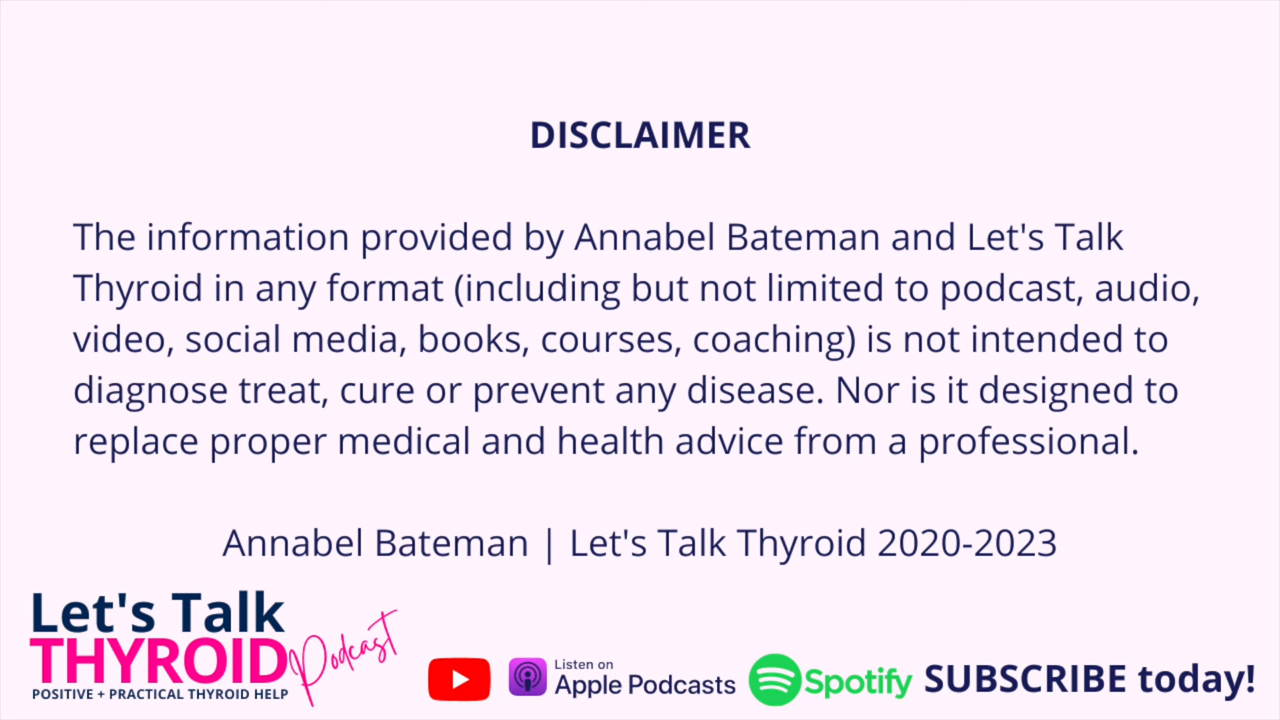 DISCLAIMER
The information provided by Annabel Bateman and Let's Talk
Thyroid in any format (including but not limited to podcast, audio,
video, social media, books, courses, coaching) is not intended to
diagnose treat, cure or prevent any disease. Nor is it designed to
replace proper medical and health advice from a professional.
Annabel Bateman | Let's Talk Thyroid 2020-2023
Let's Talk
THYROID Podcast
POSITIVE + PRACTICAL THYROID HELP
Listen on
Apple Podcasts
Spotify
SUBSCRIBE today!